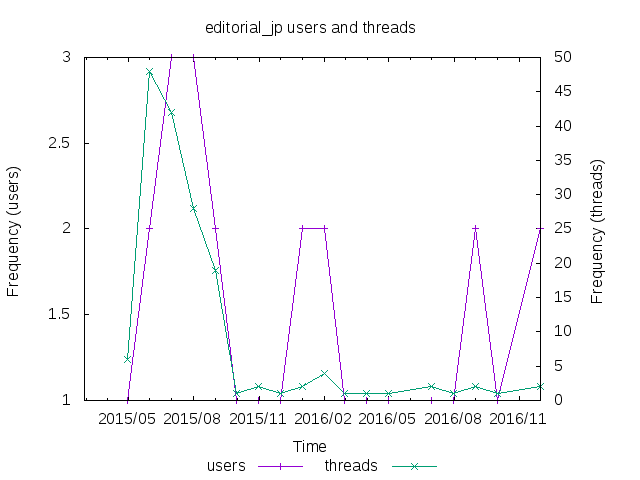 editorial_jp users and threads
3
2.5
2
1.5
1
50
45
40
35
30
25
20
15
10
5
0
Frequency (users)
Frequency (threads)
2015/05 2015/08 2015/11 2016/02 2016/05 2016/08 2016/11
Time
users threads